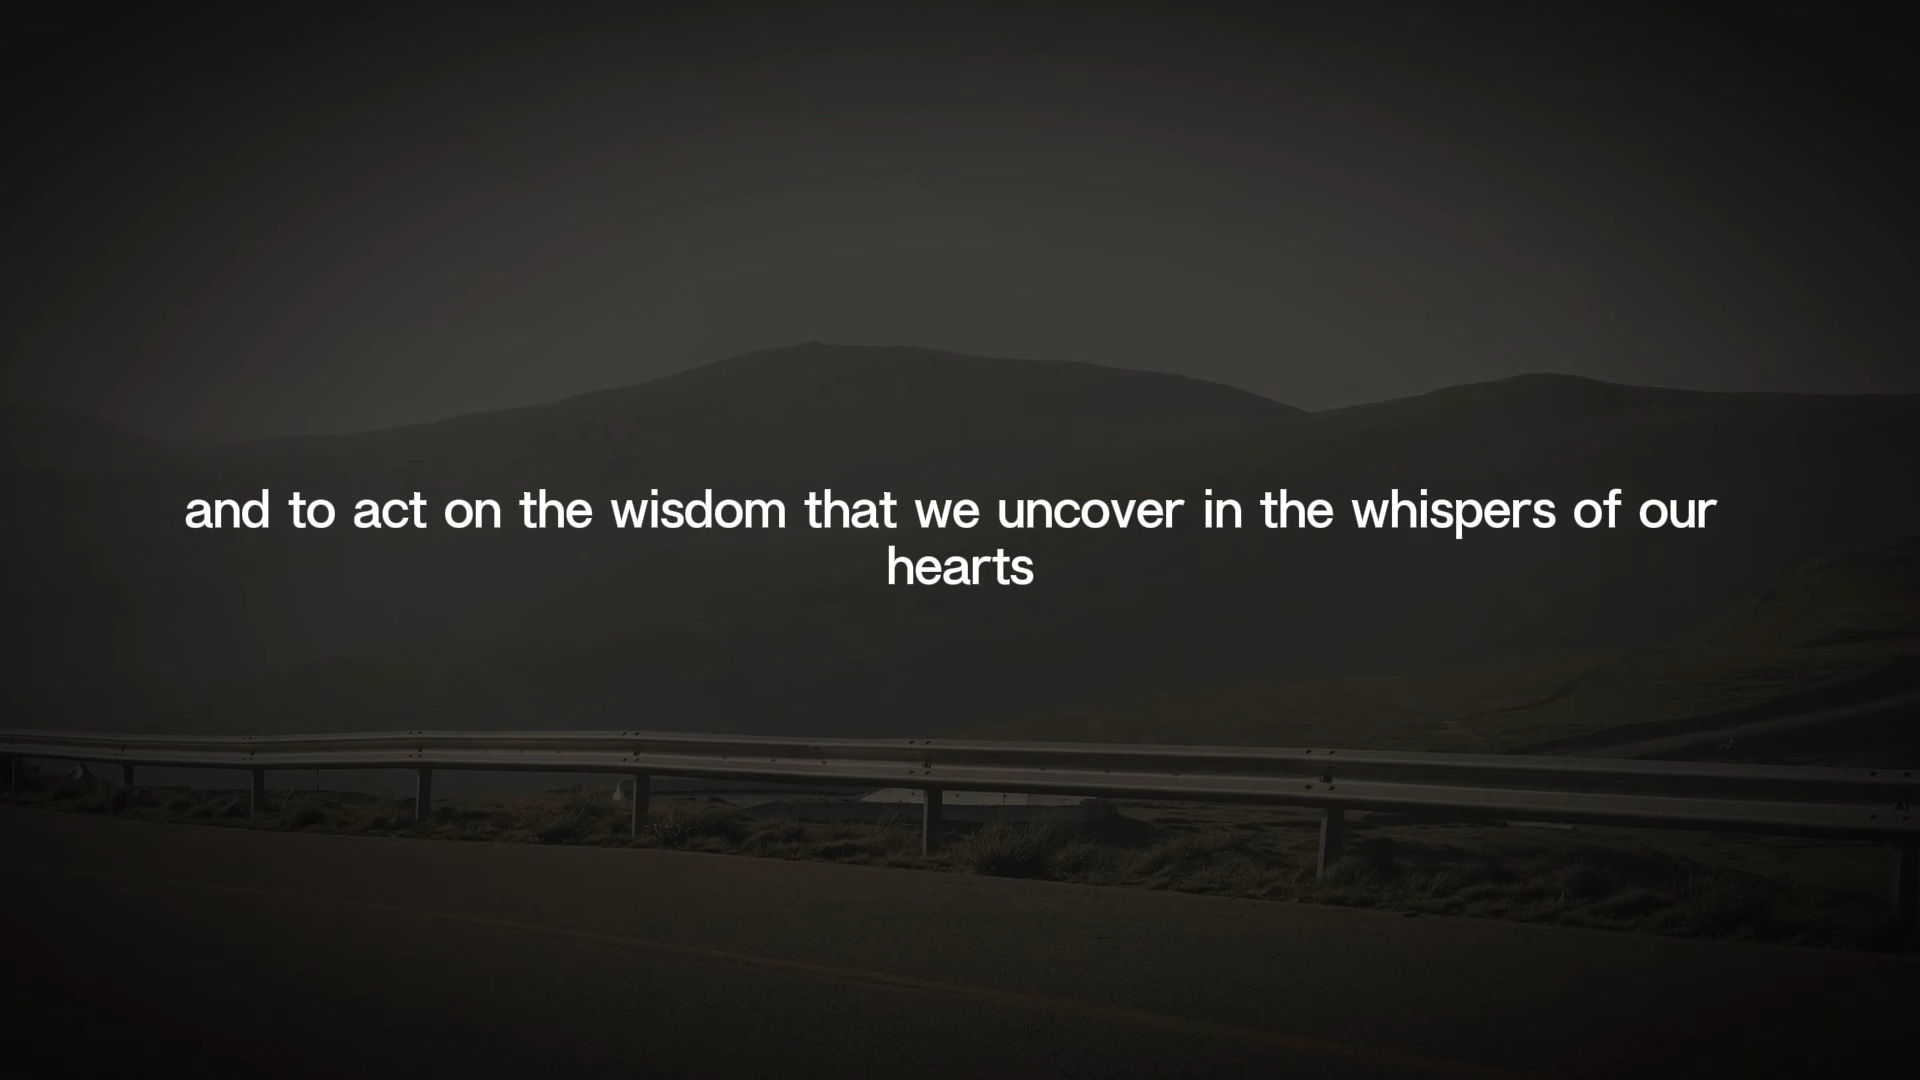 and to act on the wisdom that we uncover in the whispers of our
hearts